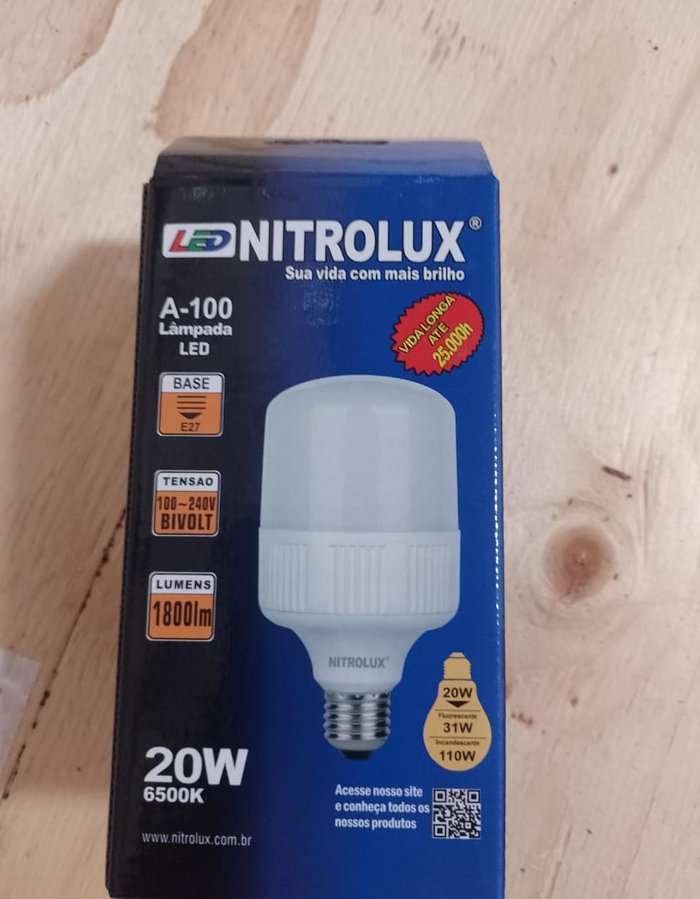 LED NITROLUX®
Sua vida com mais brilho
A-100
Lâmpada
LED
VIDA LONGA
ATÉ
25.000h
BASE
E27
TENSAO
100~240V
BIVOLT
LUMENS
1800lm
NITROLUX®
20W
Fluorescente
31W
Incandescente
110W
20W
6500K
Acesse nosso site
e conheça todos os
nossos produtos
www.nitrolux.com.br